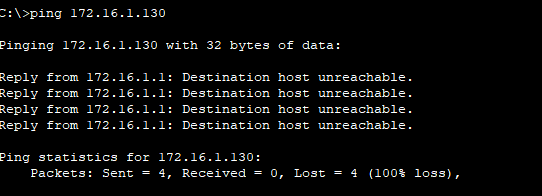 C:\>ping 172.16.1.130
Pinging 172.16.1.130 with 32 bytes of data:
Reply from 172.16.1.1: Destination host unreachable.
Reply from 172.16.1.1: Destination host unreachable.
Reply from 172.16.1.1: Destination host unreachable.
Reply from 172.16.1.1: Destination host unreachable.
Ping statistics for 172.16.1.130:
    Packets: Sent = 4, Received = 0, Lost = 4 (100% loss),